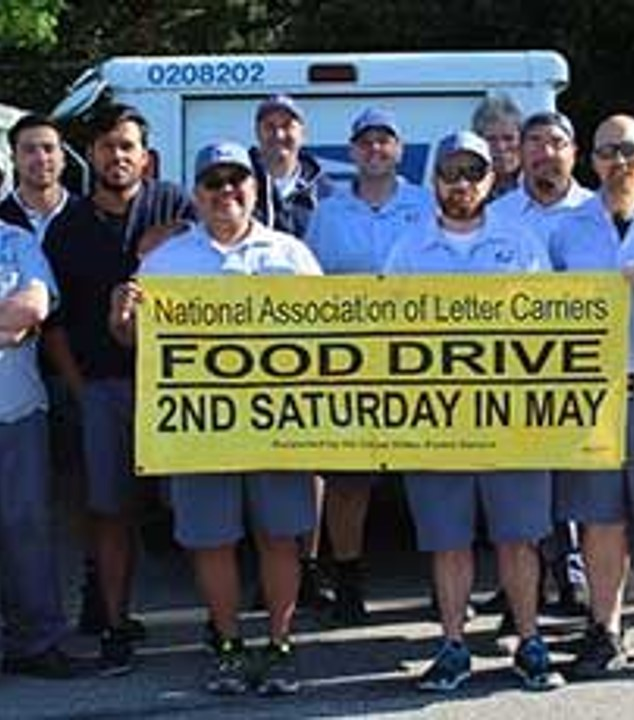 0208202
National Association of Letter Carriers
FOOD DRIVE
2ND SATURDAY IN MAY